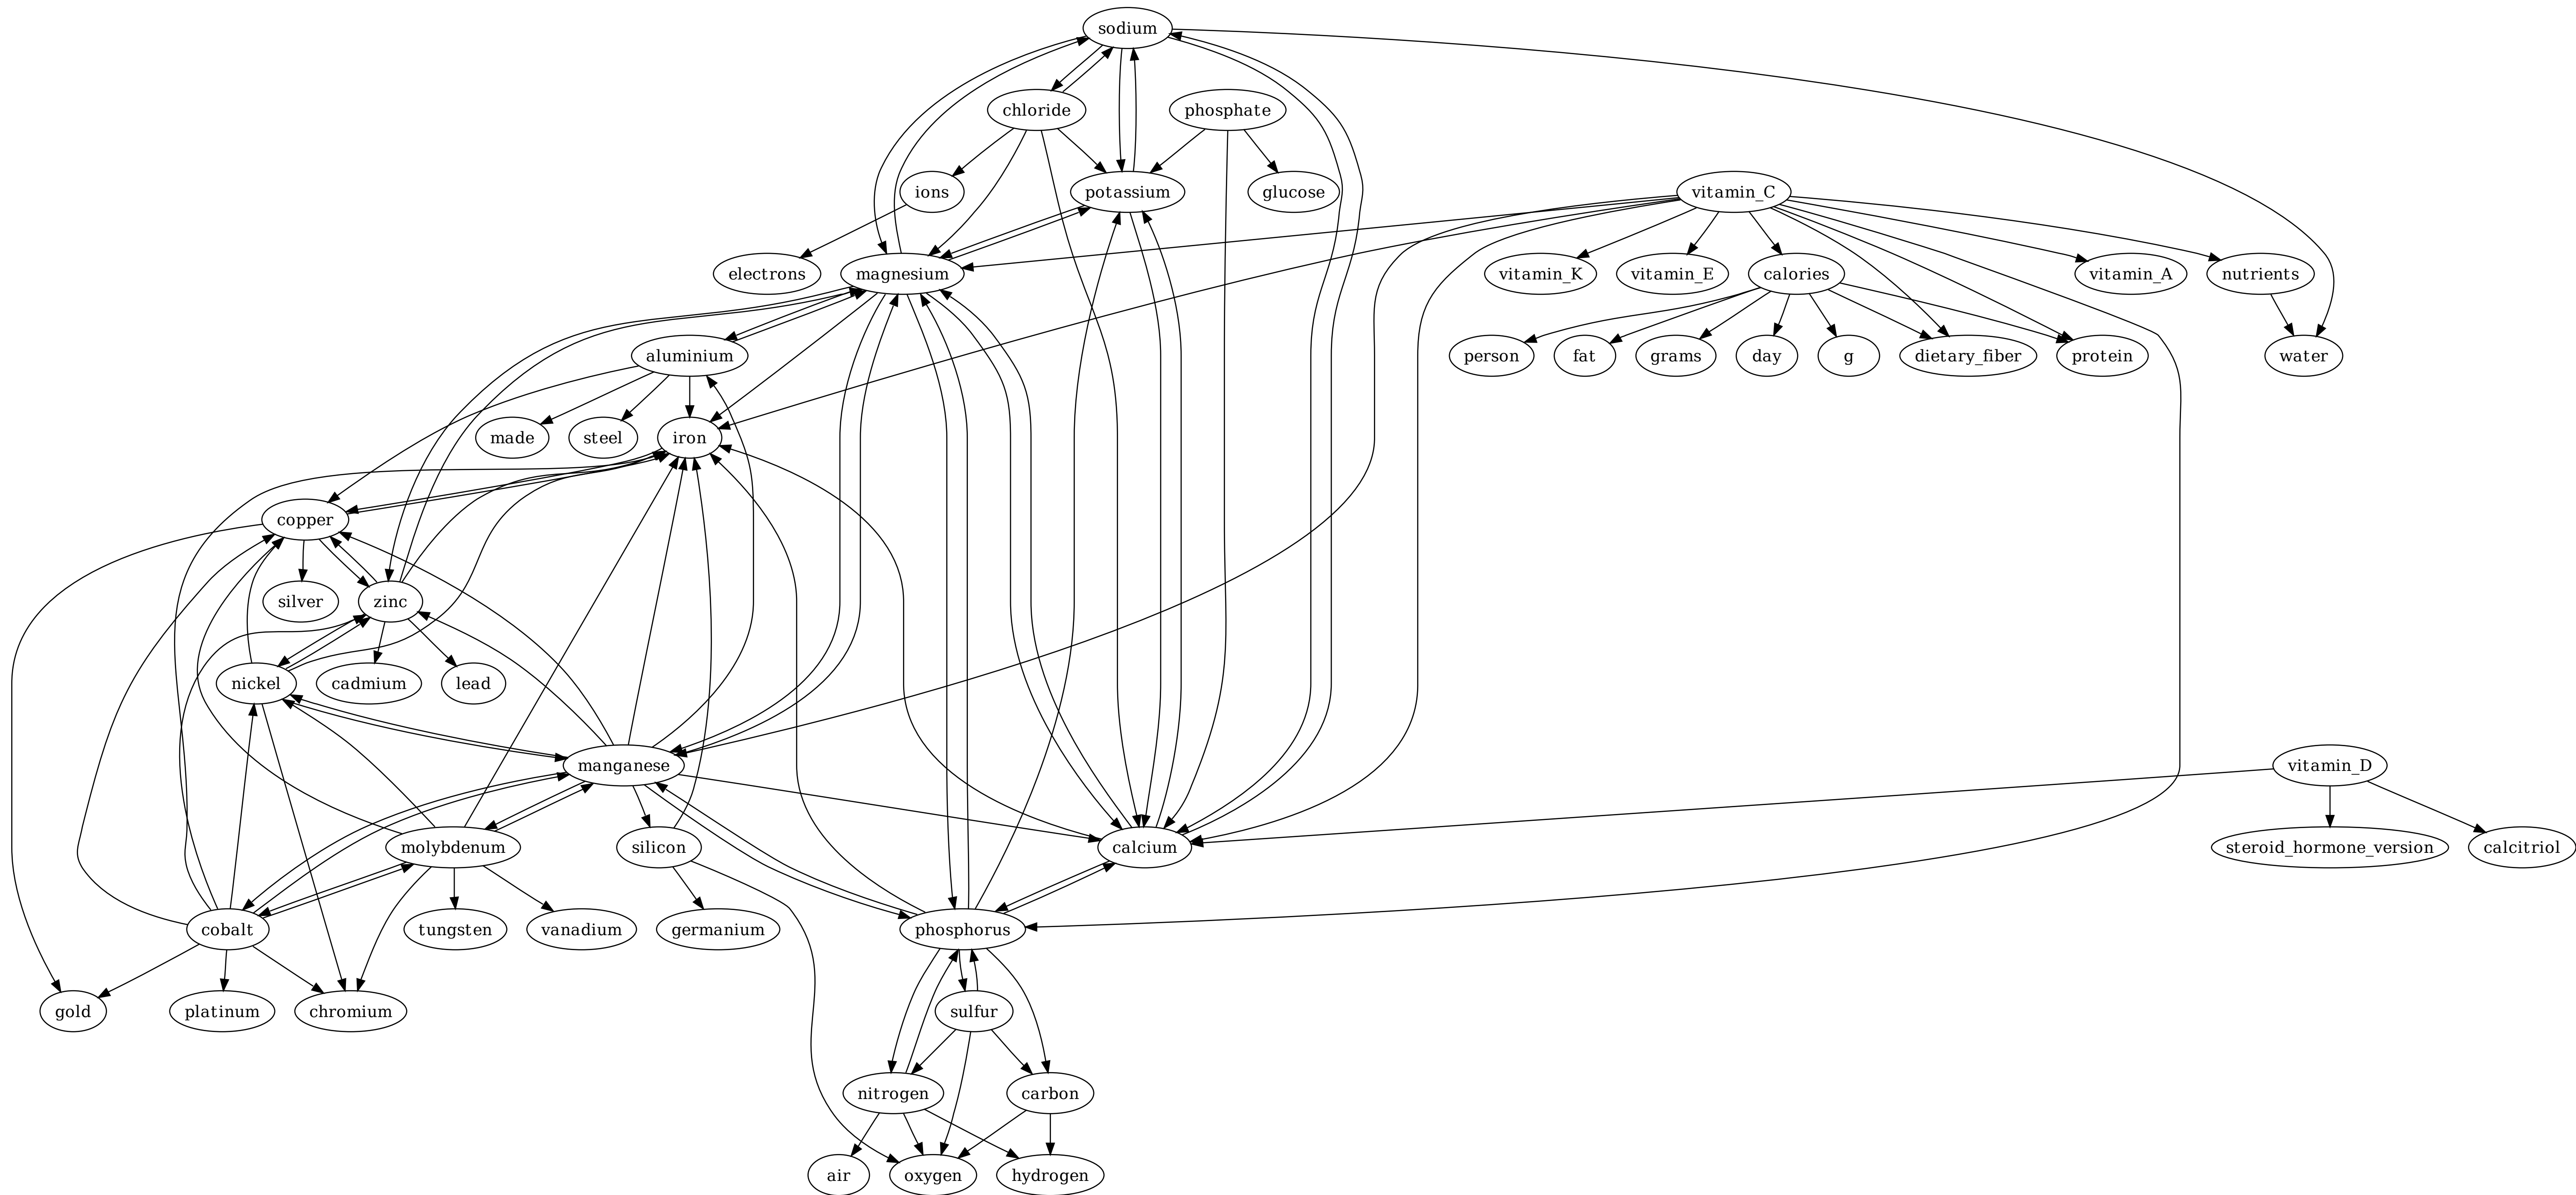 sodium
chloride
phosphate
ions
potassium
glucose
vitamin_C
electrons
magnesium
vitamin_K
vitamin_E
calories
vitamin_A
nutrients
aluminium
person
fat
grams
day
g
dietary_fiber
protein
water
made
steel
iron
copper
silver
zinc
nickel
cadmium
lead
manganese
vitamin_D
molybdenum
silicon
calcium
steroid_hormone_version
calcitriol
cobalt
tungsten
vanadium
germanium
phosphorus
gold
platinum
chromium
sulfur
nitrogen
carbon
air
oxygen
hydrogen